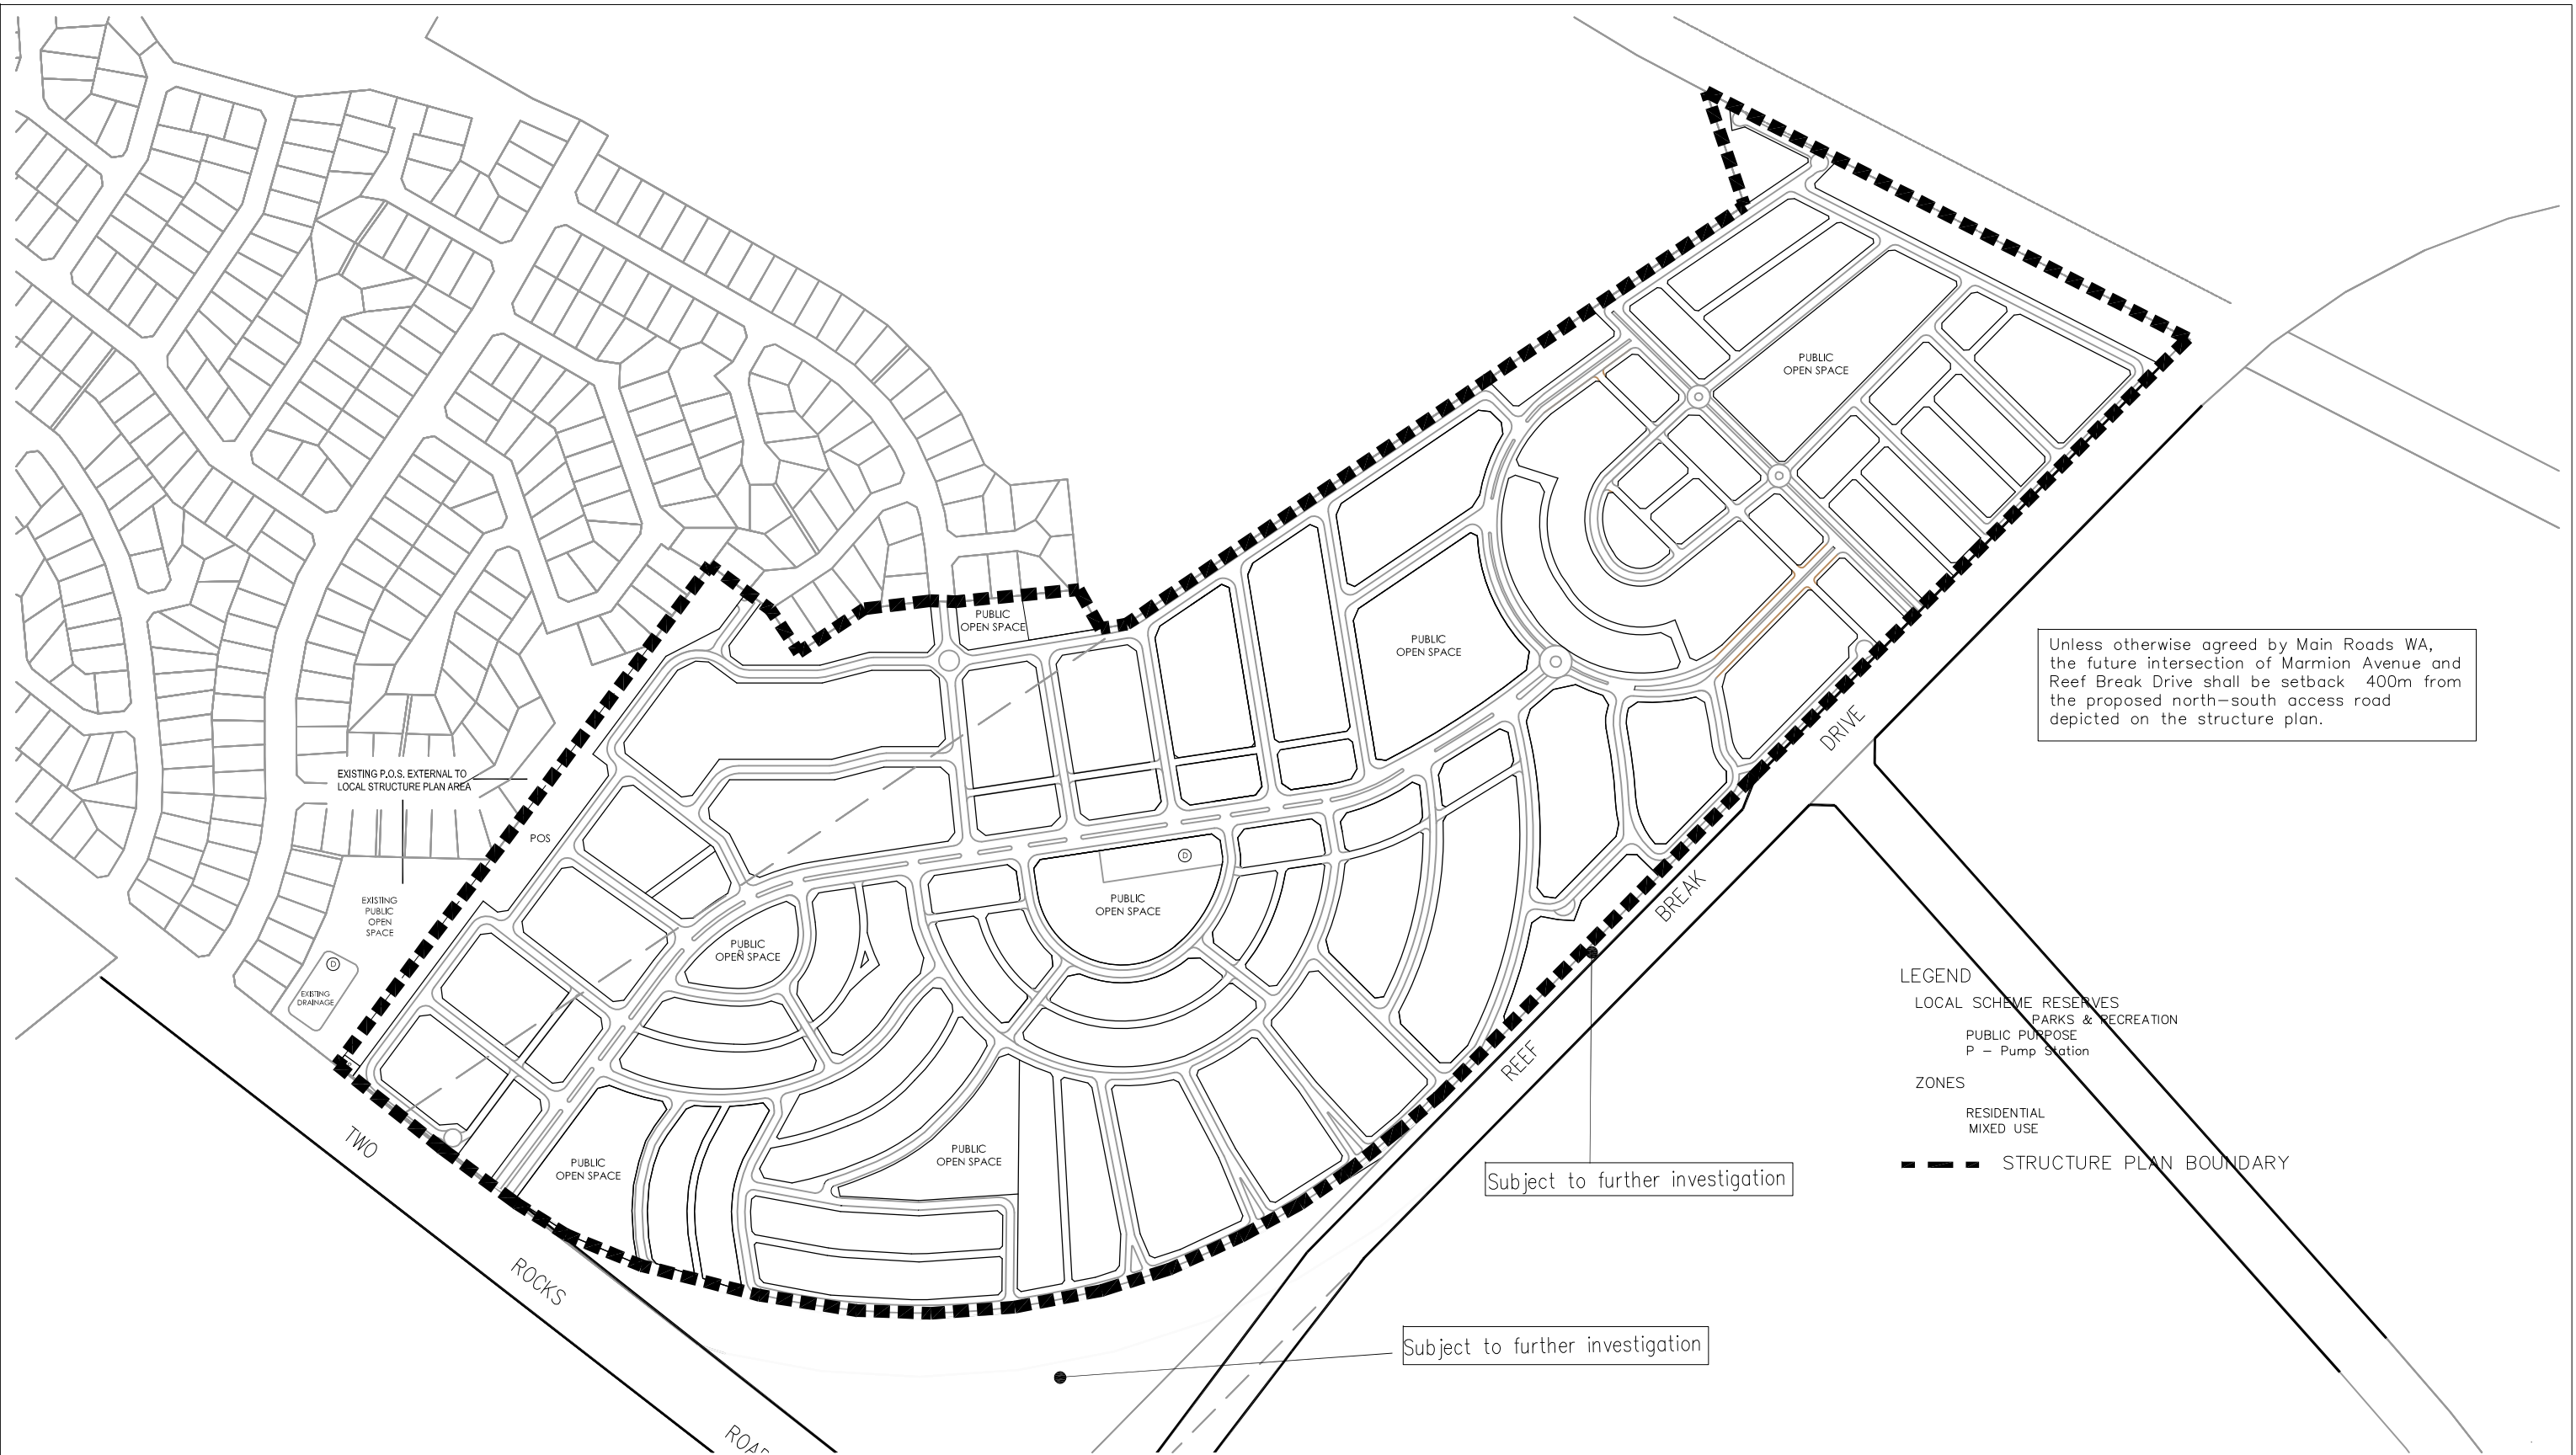 PUBLIC
OPEN SPACE
PUBLIC
OPEN SPACE
PUBLIC
OPEN SPACE
Unless otherwise agreed by Main Roads WA,
the future intersection of Marmion Avenue and
Reef Break Drive shall be setback 400m from
the proposed north-south access road
depicted on the structure plan.
EXISTING P.O.S. EXTERNAL TO
LOCAL STRUCTURE PLAN AREA
POS
EXISTING
PUBLIC
OPEN
SPACE
D
EXISTING
DRAINAGE
D
PUBLIC
OPEN SPACE
PUBLIC
OPEN SPACE
PUBLIC
OPEN SPACE
PUBLIC
OPEN SPACE
REEF BREAK DRIVE
TWO ROCKS
Subject to further investigation
Subject to further investigation
LEGEND
LOCAL SCHEME RESERVES
PARKS & RECREATION
PUBLIC PURPOSE
P - Pump Station
ZONES
RESIDENTIAL
MIXED USE
STRUCTURE PLAN BOUNDARY